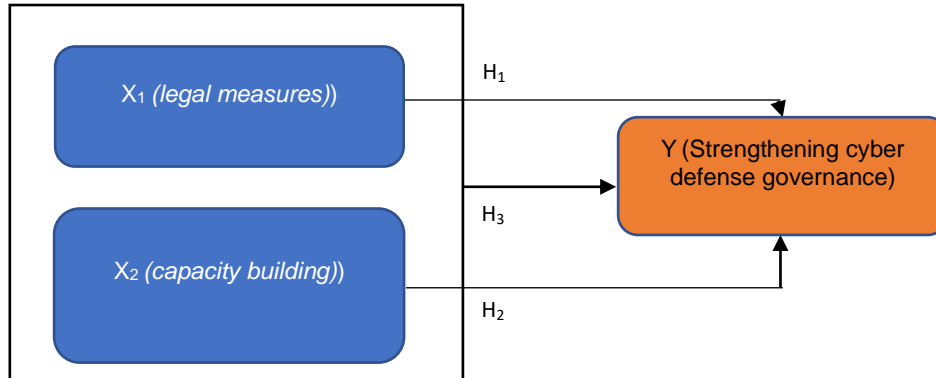 H₁
X₁ (legal measures))
Y (Strengthening cyber
defense governance)
H₃
X₂ (capacity building))
H₂